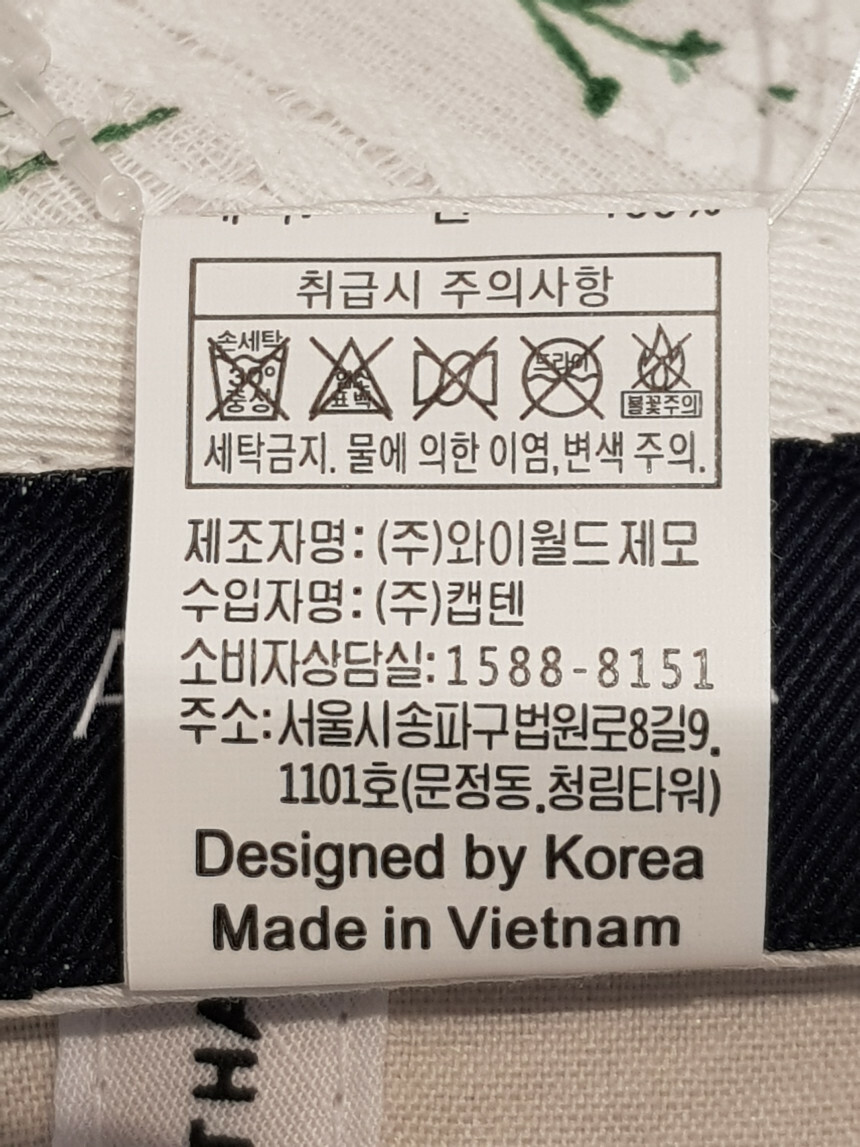 100%
취급시 주의사항
손세탁
30°
중성
염소
표백
드라이
불꽃주의
세탁금지. 물에 의한 이염,변색 주의.
제조자명: (주)와이월드제모
수입자명: (주)캡텐
소비자상담실:1588-8151
주소:서울시송파구법원로8길9.
1101호(문정동.청림타워)
Designed by Korea
Made in Vietnam